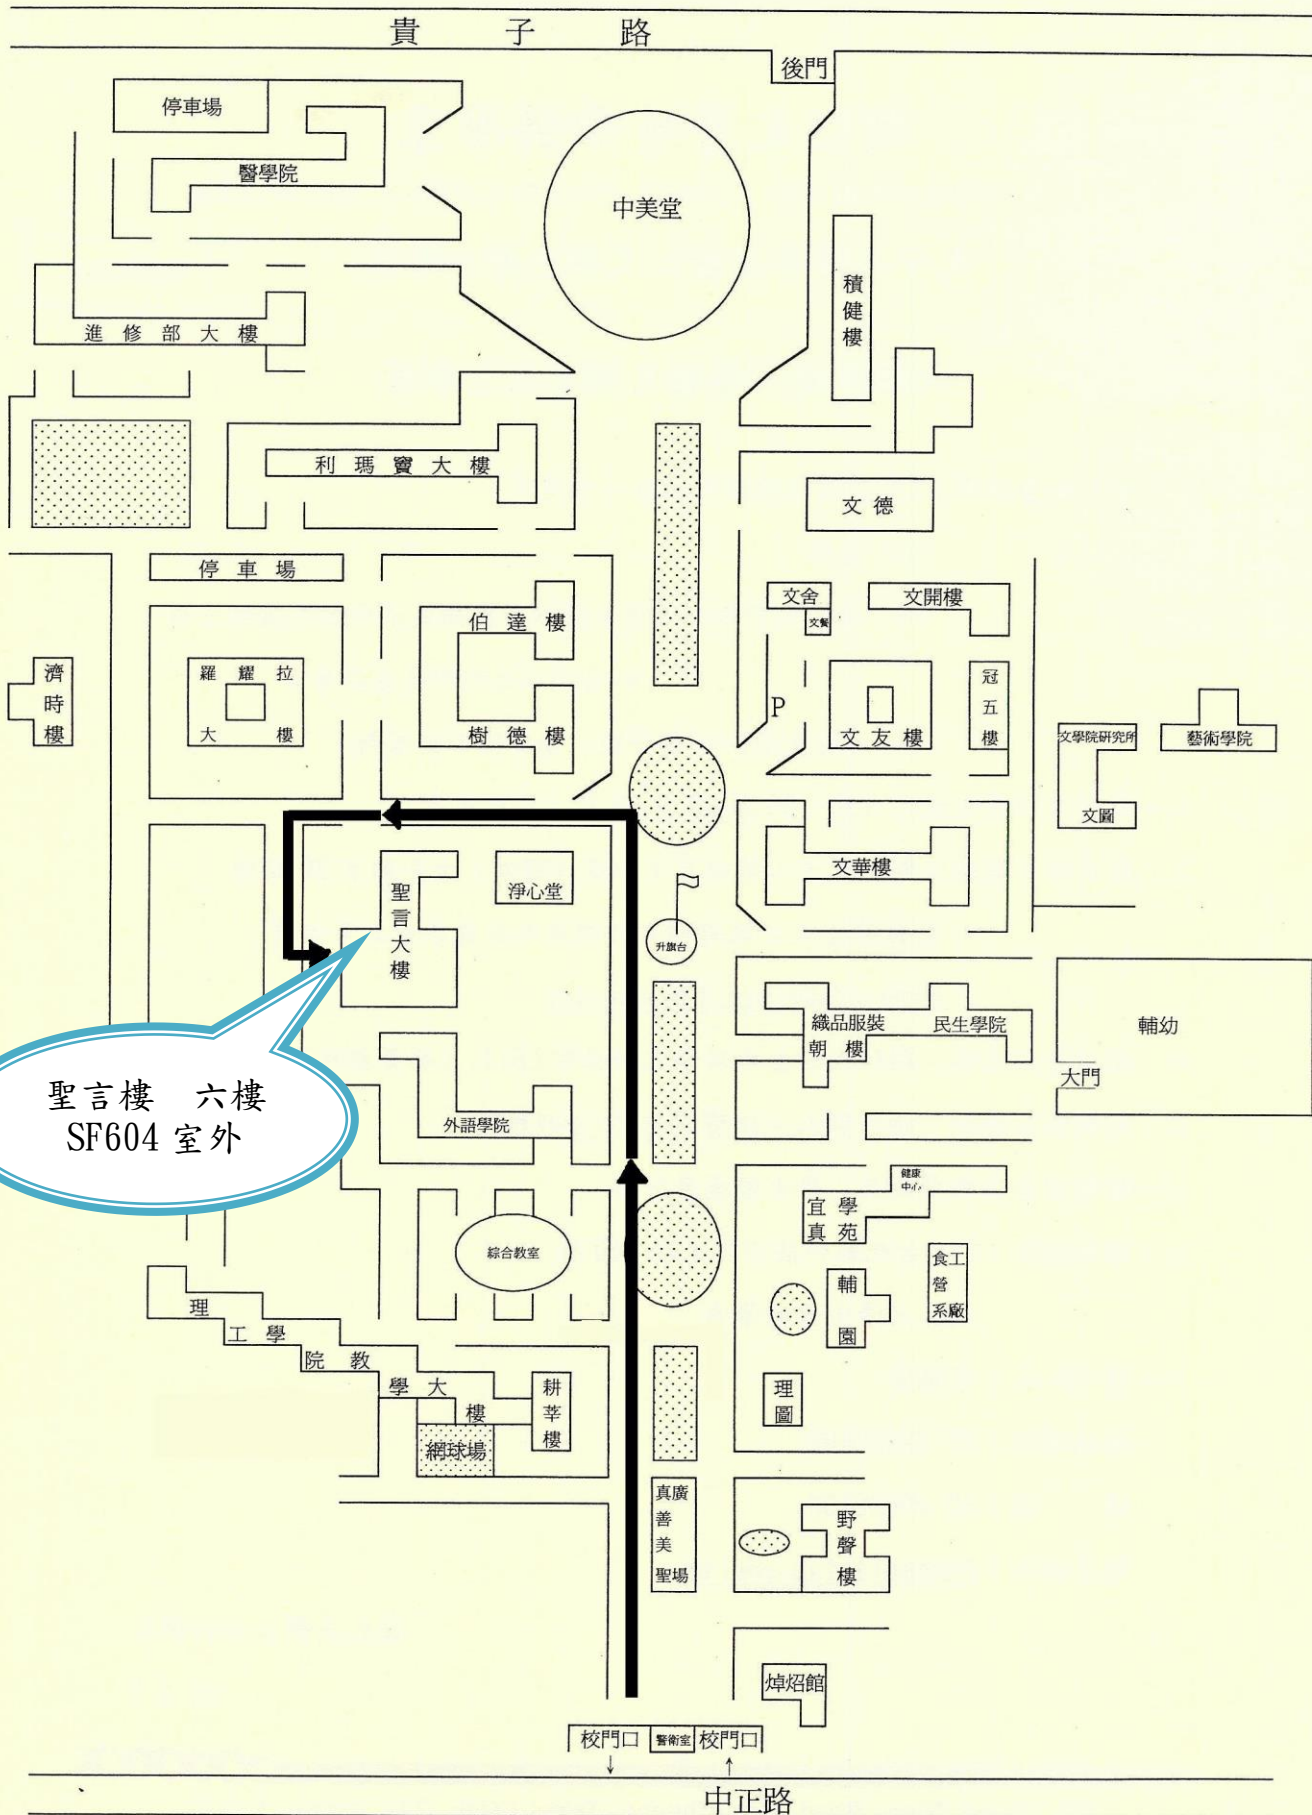 貴子路
後門
停車場
醫學院
中美堂
積健樓
進修部大樓
利瑪竇大樓
文德
停車場
伯達樓
文舍
文餐
文開樓
濟時樓
羅耀拉
大樓
樹德樓
P
文友樓
冠五樓
文學院研究所
藝術學院
文圖
聖言大樓
淨心堂
文華樓
升旗台
織品服裝
民生學院
朝樓
輔幼
大門
聖言樓 六樓
SF604室外
外語學院
健康
中心
宜學
真苑
綜合教室
食工
營
系廠
輔園
理工學院教學大樓
耕莘樓
理圖
網球場
真廣
善
美
聖場
野聲樓
焯炤館
校門口
警衛室
校門口
中正路